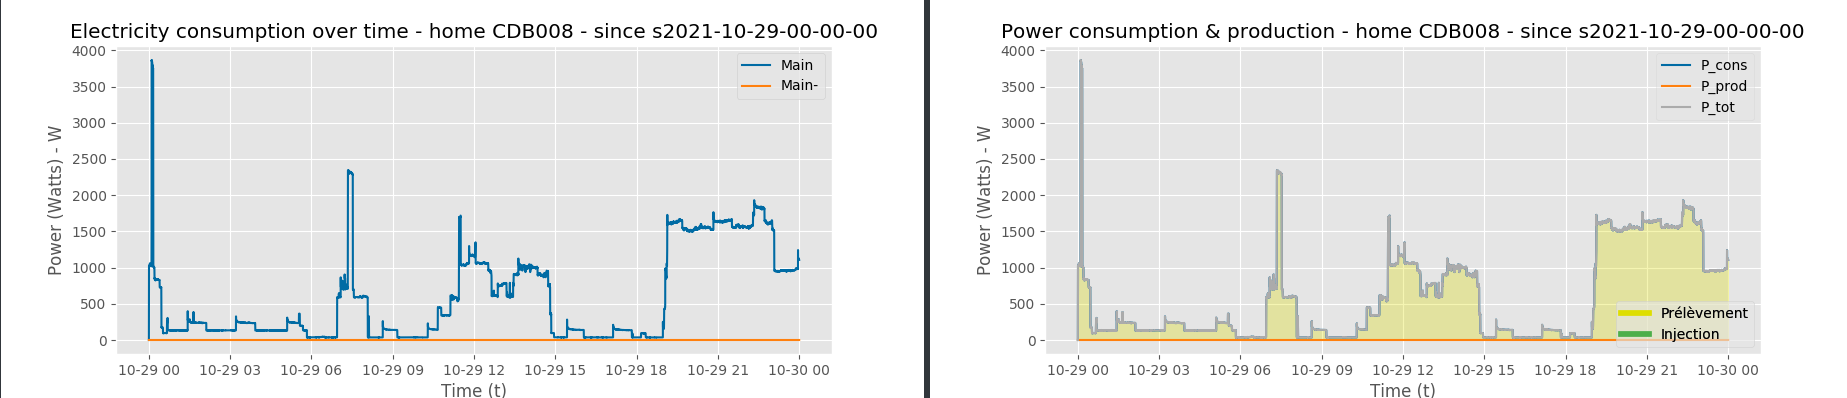 Electricity consumption over time - home CDB008 - since s2021-10-29-00-00-00
4000
3500
3000
2500
2000
1500
1000
500
0
Power (Watts) - W
Main
Main-
10-29 00 10-29 03 10-29 06 10-29 09 10-29 12 10-29 15 10-29 18 10-29 21 10-30 00
Time (t)
Power consumption & production - home CDB008 - since s2021-10-29-00-00-00
4000
3500
3000
2500
2000
1500
1000
500
0
Power (Watts) - W
P_cons
P_prod
P_tot
Prélèvement
Injection
10-29 00 10-29 03 10-29 06 10-29 09 10-29 12 10-29 15 10-29 18 10-29 21 10-30 00
Time (t)